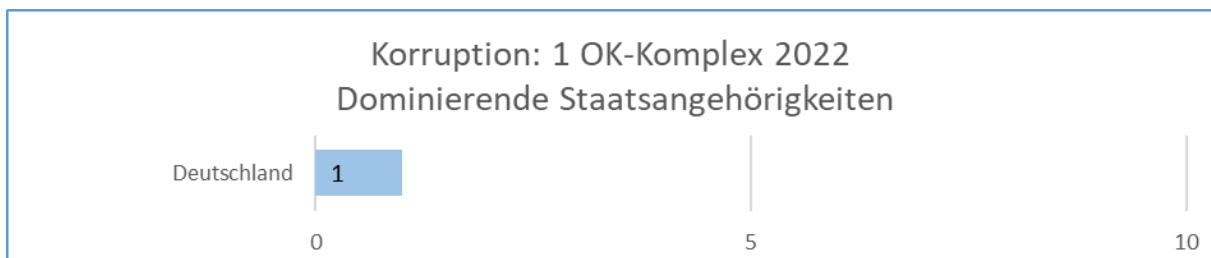 Korruption: 1 OK-Komplex 2022
Dominierende Staatsangehörigkeiten
Deutschland 1
0 5 10